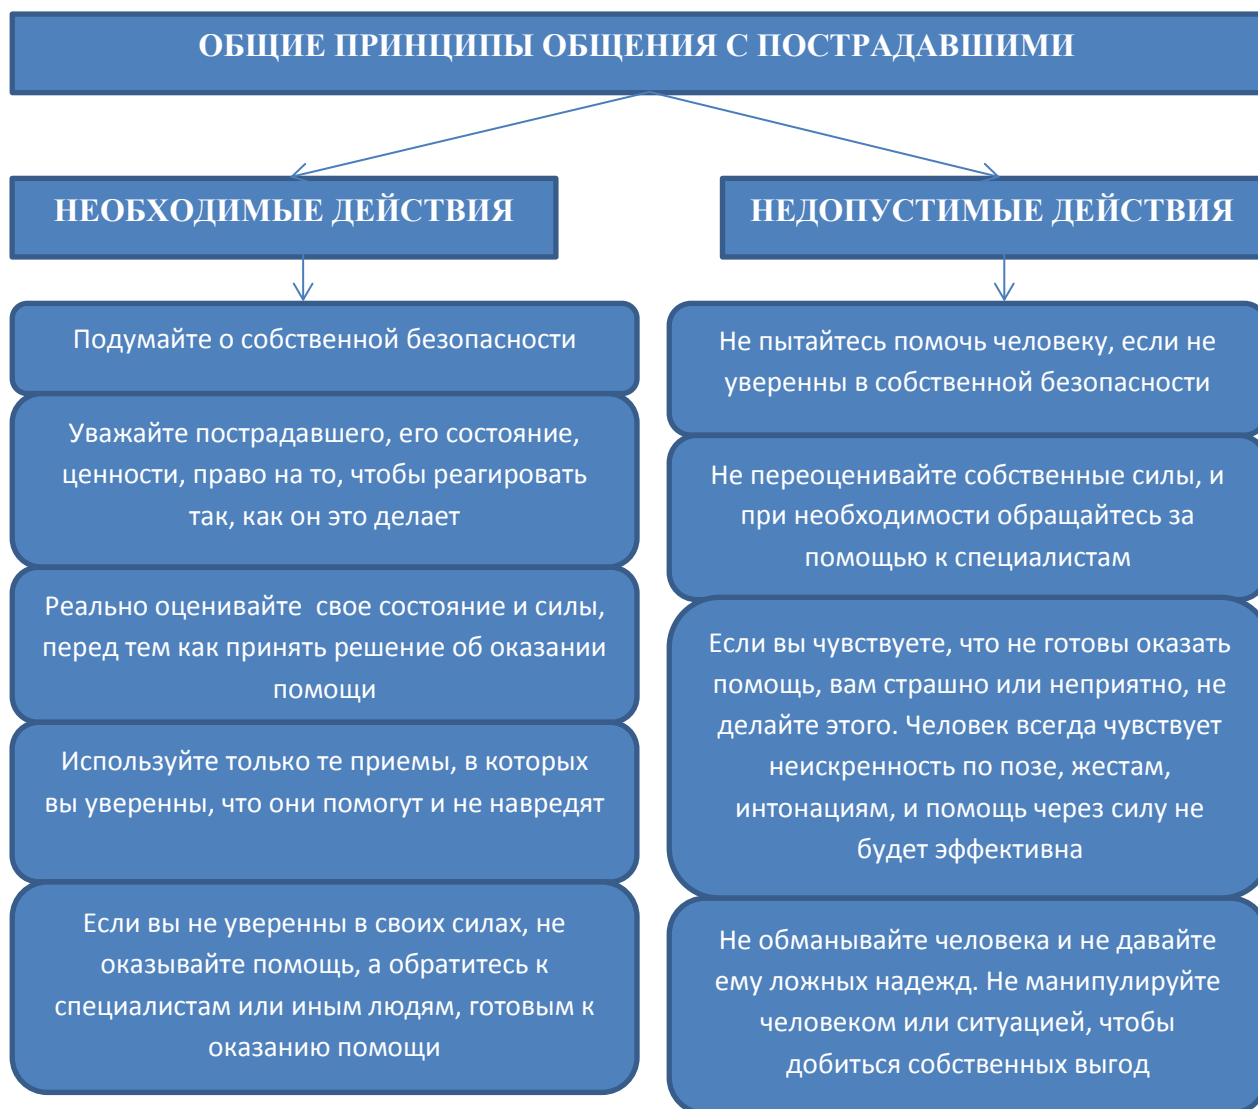 ОБЩИЕ ПРИНЦИПЫ ОБЩЕНИЯ С ПОСТРАДАВШИМИ
НЕОБХОДИМЫЕ ДЕЙСТВИЯ
Подумайте о собственной безопасности
Уважайте пострадавшего, его состояние,
ценности, право на то, чтобы реагировать
так, как он это делает
Реально оценивайте свое состояние и силы,
перед тем как принять решение об оказании
помощи
Используйте только те приемы, в которых
вы уверенны, что они помогут и не навредят
Если вы не уверенны в своих силах, не
оказывайте помощь, а обратитесь к
специалистам или иным людям, готовым к
оказанию помощи
НЕДОПУСТИМЫЕ ДЕЙСТВИЯ
Не пытайтесь помочь человеку, если не
уверенны в собственной безопасности
Не переоценивайте собственные силы, и
при необходимости обращайтесь за
помощью к специалистам
Если вы чувствуете, что не готовы оказать
помощь, вам страшно или неприятно, не
делайте этого. Человек всегда чувствует
неискренность по позе, жестам,
интонациям, и помощь через силу не
будет эффективна
Не обманывайте человека и не давайте
ему ложных надежд. Не манипулируйте
человеком или ситуацией, чтобы
добиться собственных выгод